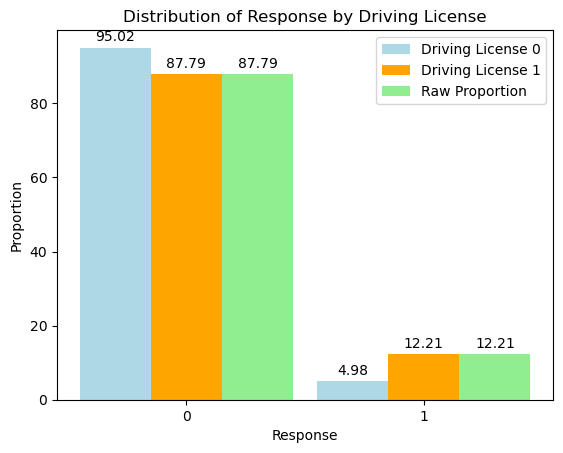 Distribution of Response by Driving License
95.02
87.79
87.79
4.98
12.21
12.21
Driving License 0
Driving License 1
Raw Proportion
Proportion
80
60
40
20
0
0
1
Response